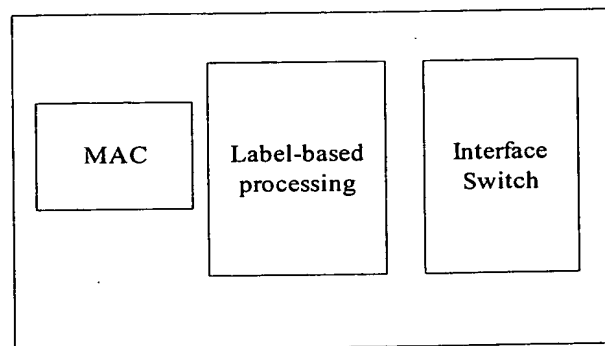 MAC
Label-based
processing
Interface
Switch